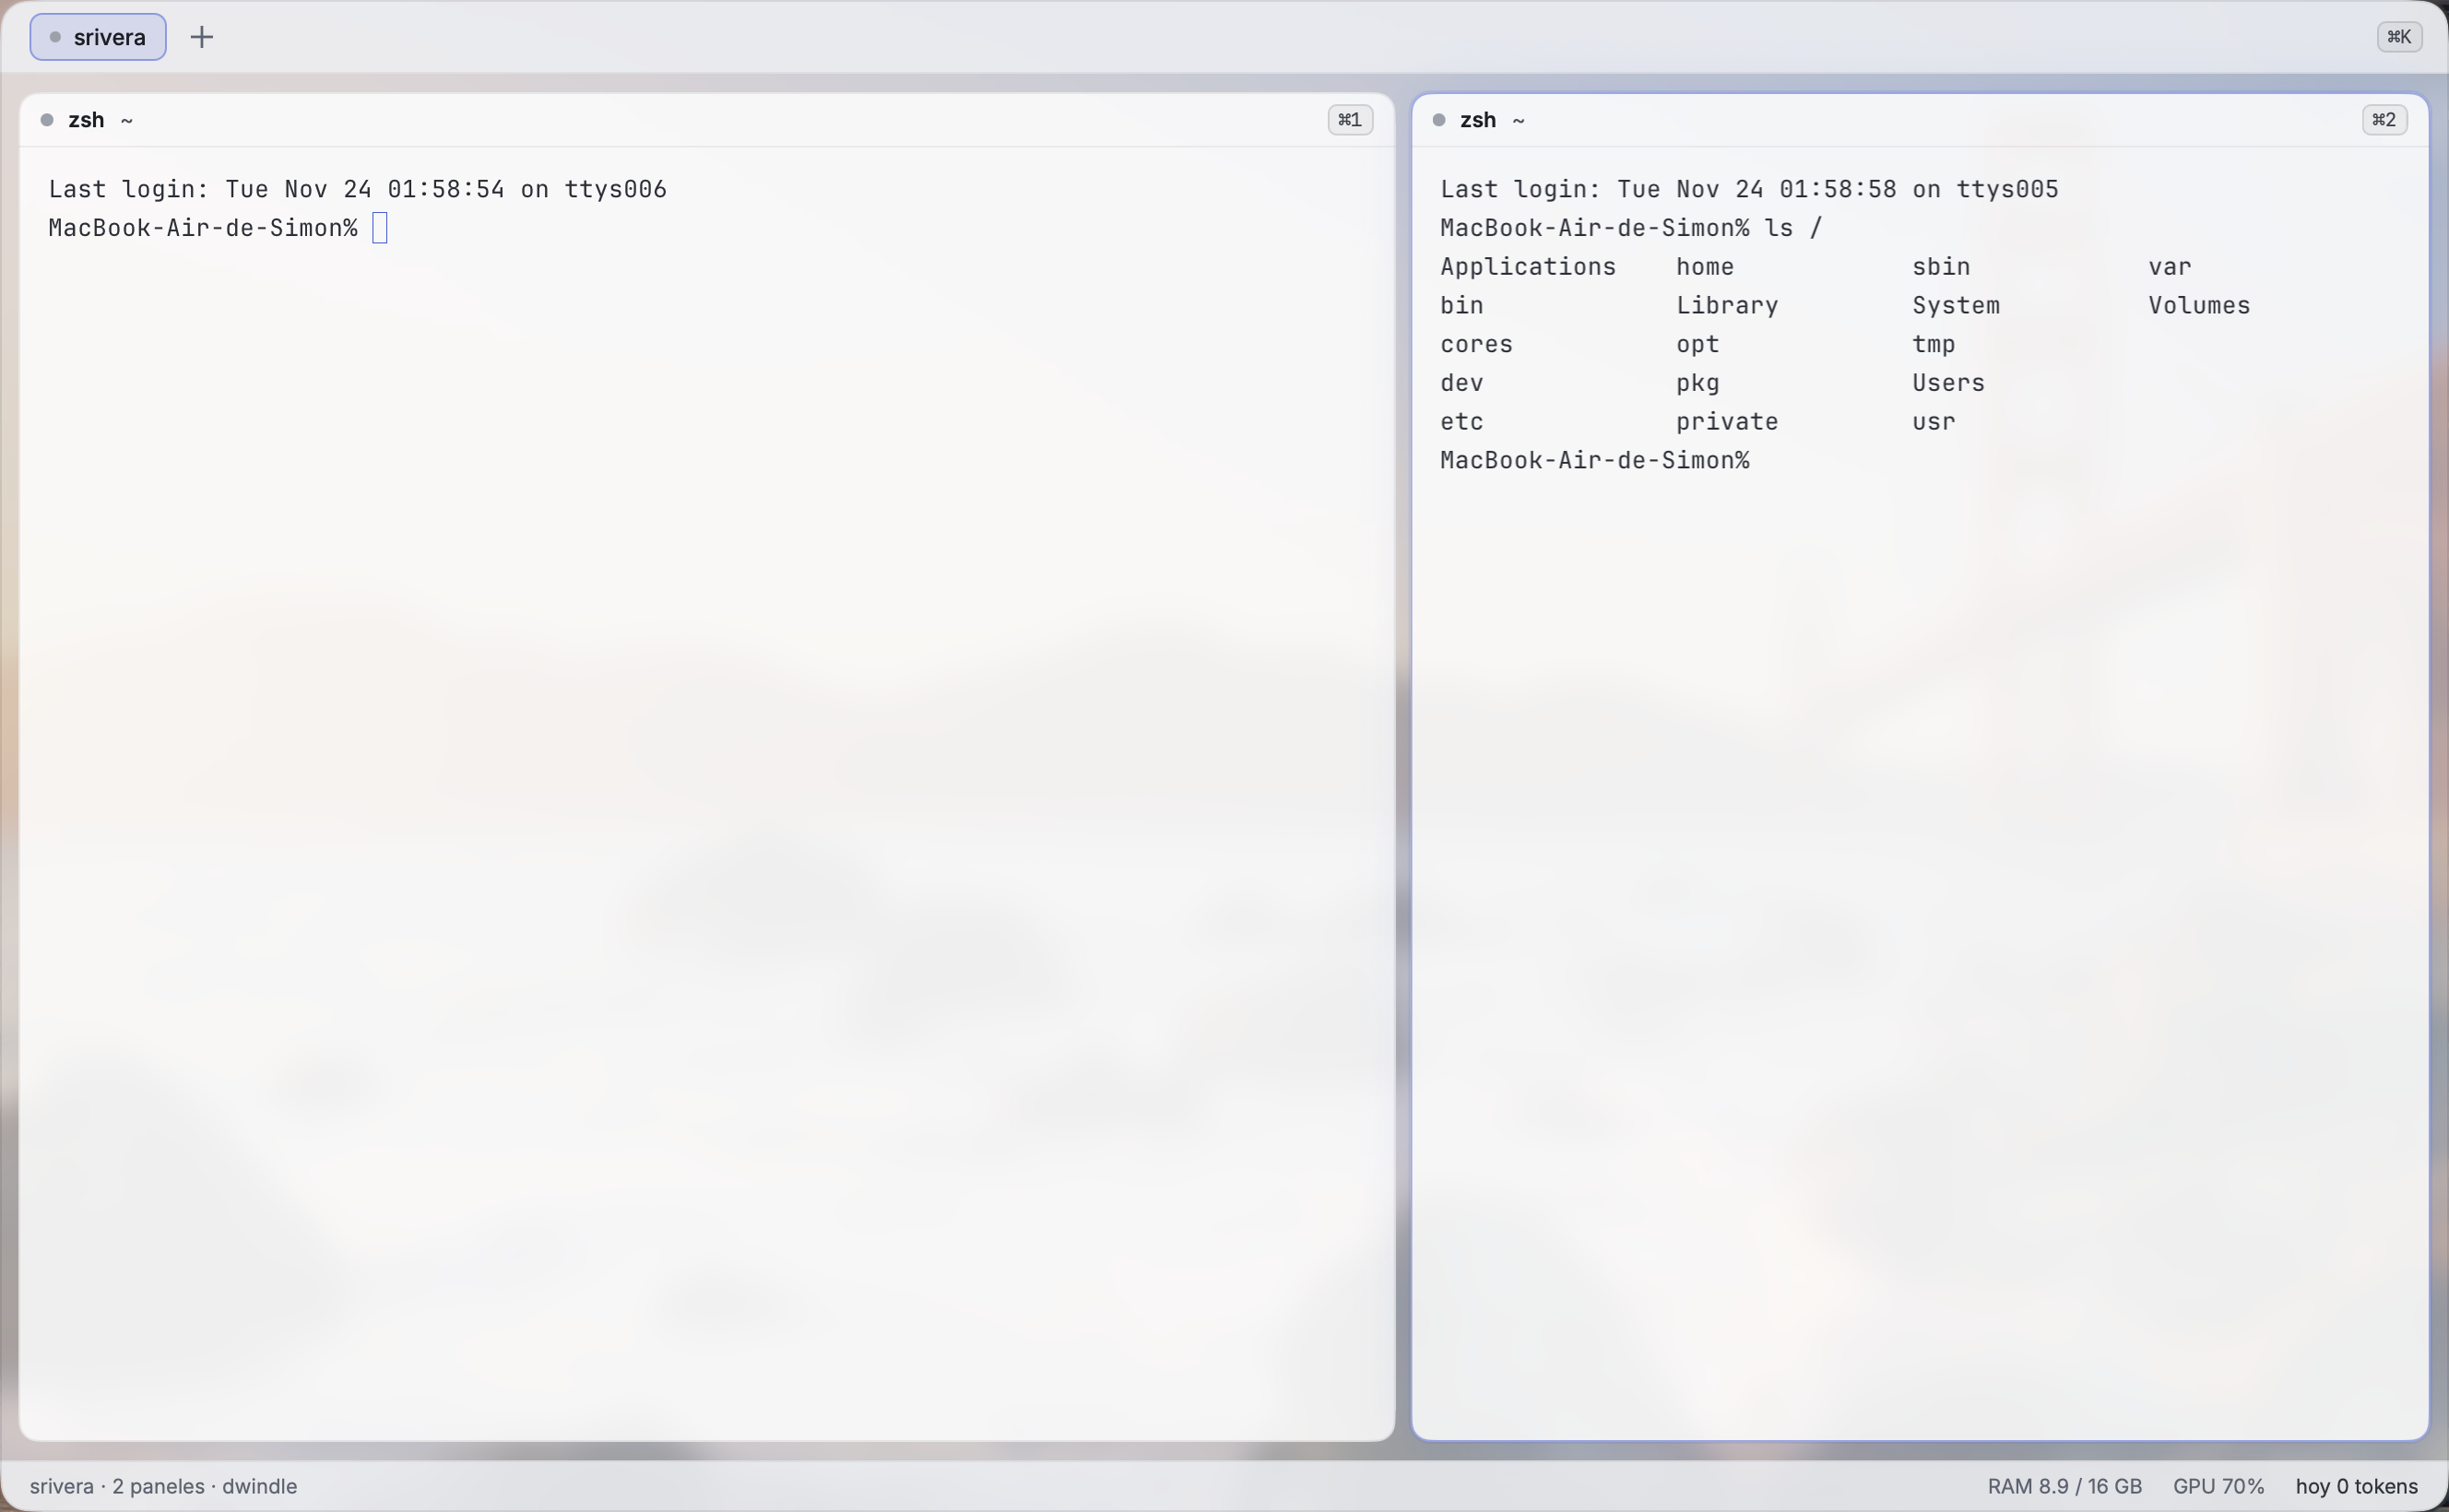 srivera
⌘K
zsh ~
⌘1
Last login: Tue Nov 24 01:58:54 on ttys006
MacBook-Air-de-Simon%
zsh ~
⌘2
Last login: Tue Nov 24 01:58:58 on ttys005
MacBook-Air-de-Simon% ls /
Applications home sbin var
bin Library System Volumes
cores opt tmp
dev pkg Users
etc private usr
MacBook-Air-de-Simon%
srivera · 2 paneles · dwindle
RAM 8.9 / 16 GB GPU 70% hoy 0 tokens